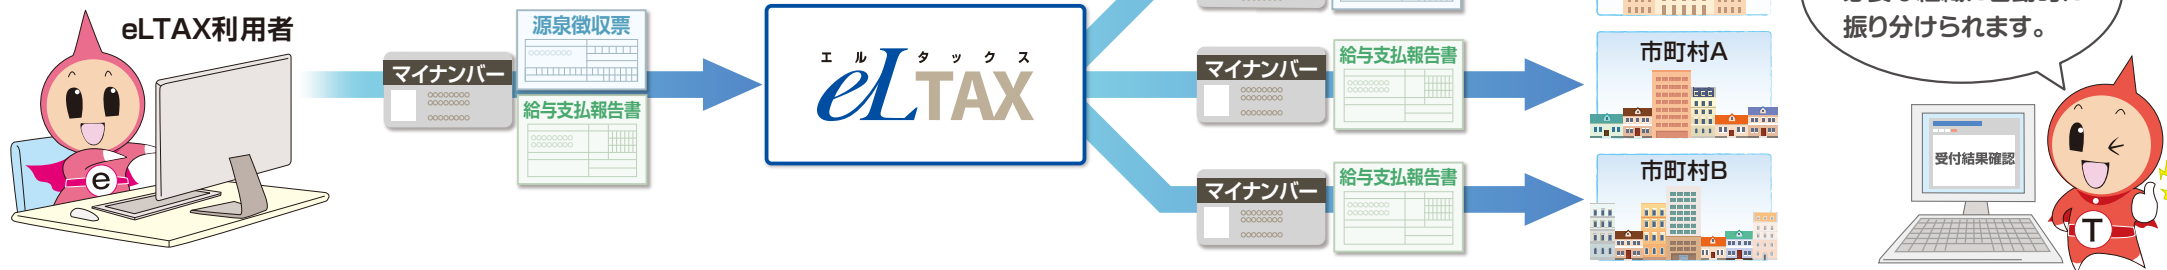 eLTAX利用者
e
マイナンバー
源泉徴収票
給与支払報告書
エルタックス
eLTAX
マイナンバー
給与支払報告書
市町村A
マイナンバー
給与支払報告書
市町村B
振り分けられます。
受付結果確認
T